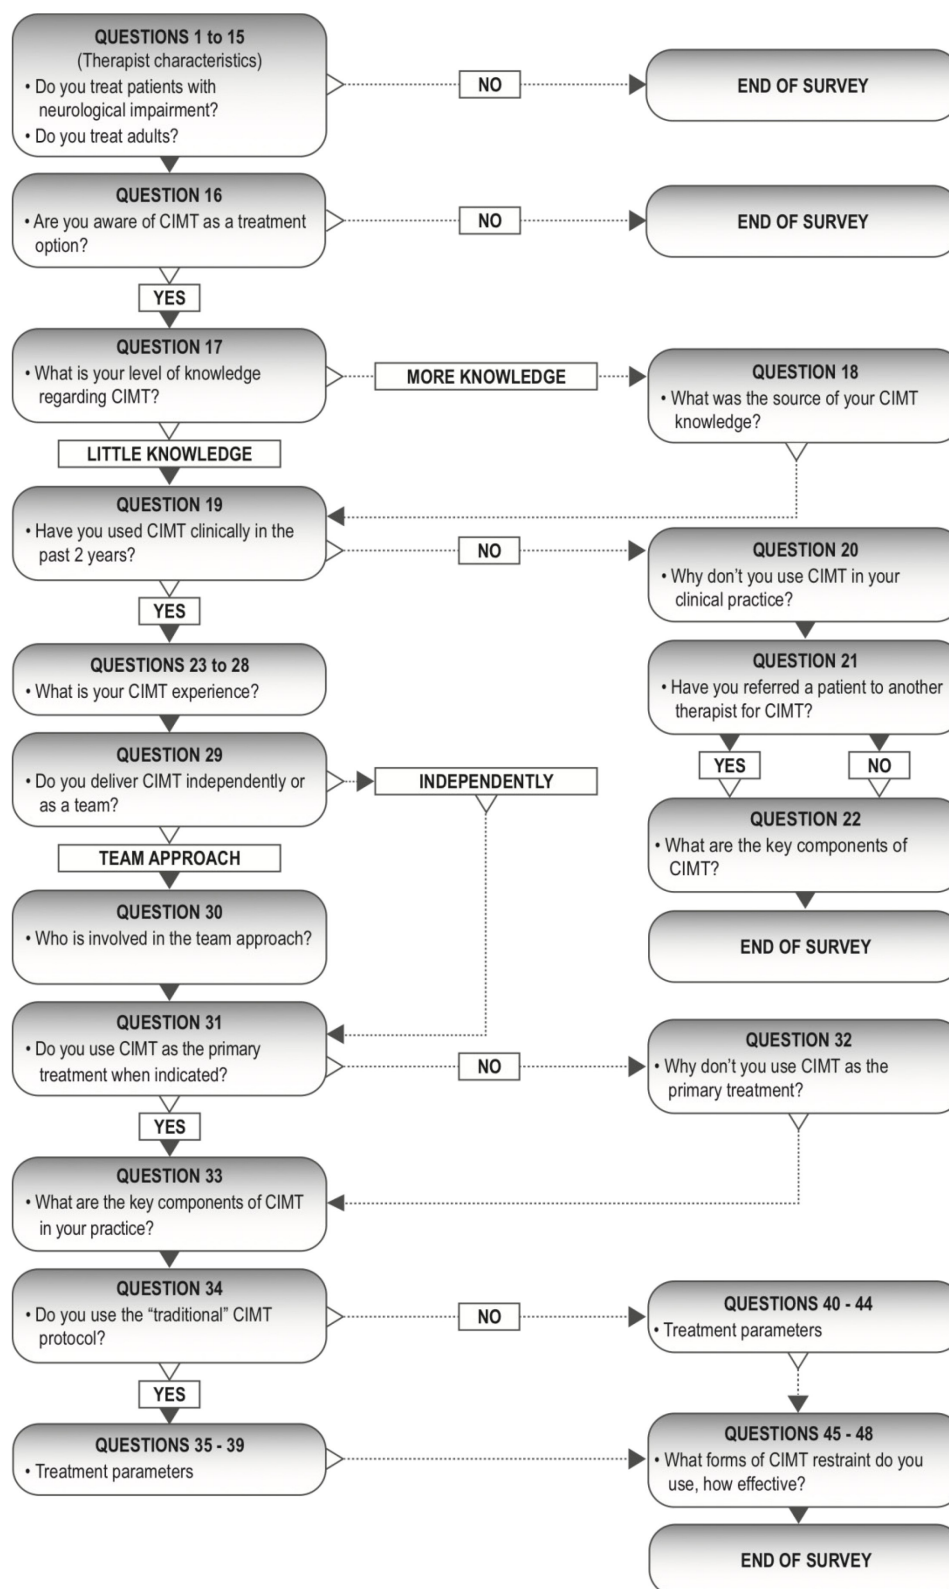 QUESTIONS 1 to 15
(Therapist characteristics)
• Do you treat patients with
neurological impairment?
• Do you treat adults?
NO
END OF SURVEY
QUESTION 16
• Are you aware of CIMT as a treatment
option?
NO
END OF SURVEY
YES
QUESTION 17
• What is your level of knowledge
regarding CIMT?
MORE KNOWLEDGE
QUESTION 18
• What was the source of your CIMT
knowledge?
LITTLE KNOWLEDGE
QUESTION 19
• Have you used CIMT clinically in the
past 2 years?
NO
QUESTION 20
• Why don't you use CIMT in your
clinical practice?
YES
QUESTION 21
• Have you referred a patient to another
therapist for CIMT?
YES
NO
QUESTION 22
• What are the key components of
CIMT?
END OF SURVEY
QUESTIONS 23 to 28
• What is your CIMT experience?
QUESTION 29
• Do you deliver CIMT independently or
as a team?
INDEPENDENTLY
TEAM APPROACH
QUESTION 30
• Who is involved in the team approach?
QUESTION 31
• Do you use CIMT as the primary
treatment when indicated?
NO
QUESTION 32
• Why don't you use CIMT as the
primary treatment?
YES
QUESTION 33
• What are the key components of CIMT
in your practice?
QUESTION 34
• Do you use the “traditional” CIMT
protocol?
NO
QUESTIONS 40 - 44
• Treatment parameters
YES
QUESTIONS 35 - 39
• Treatment parameters
QUESTIONS 45 - 48
• What forms of CIMT restraint do you
use, how effective?
END OF SURVEY